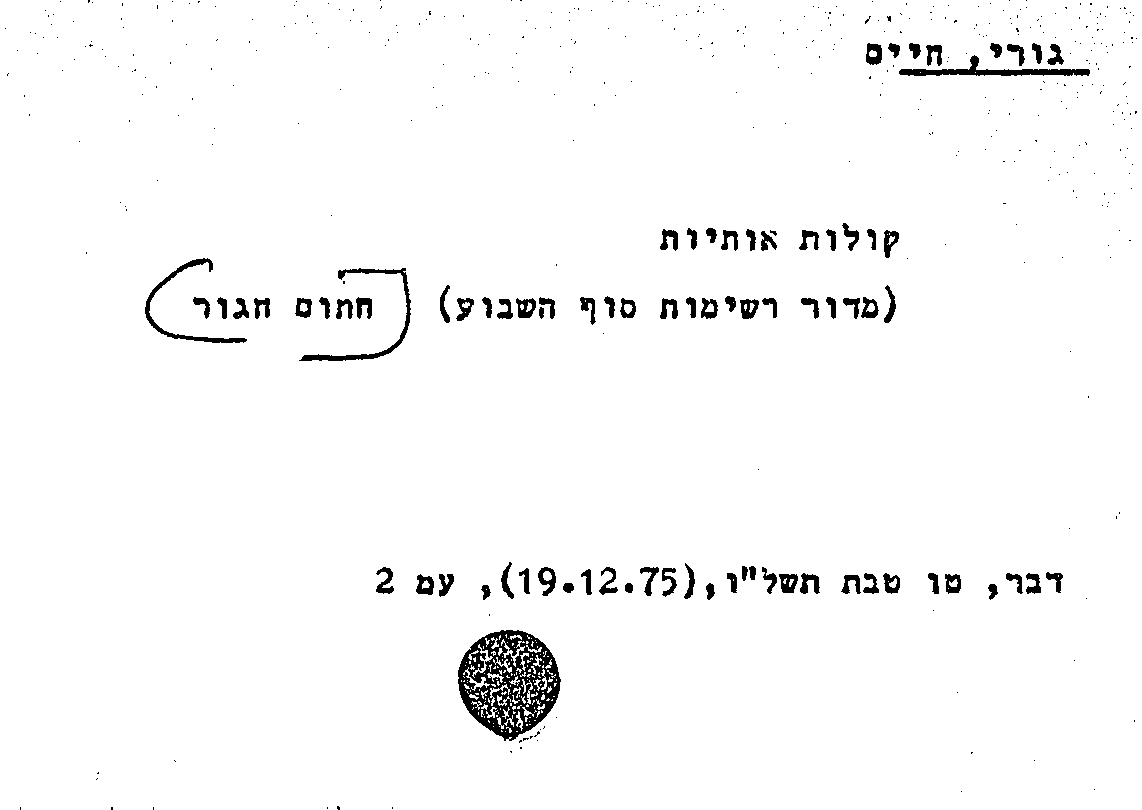 גורי, חיים
קולות אותיות
(מדור רשימות סוף השבוע) חתום חגור
דבר, טו טבת תשל"ו,(19.12.75), עמ 2